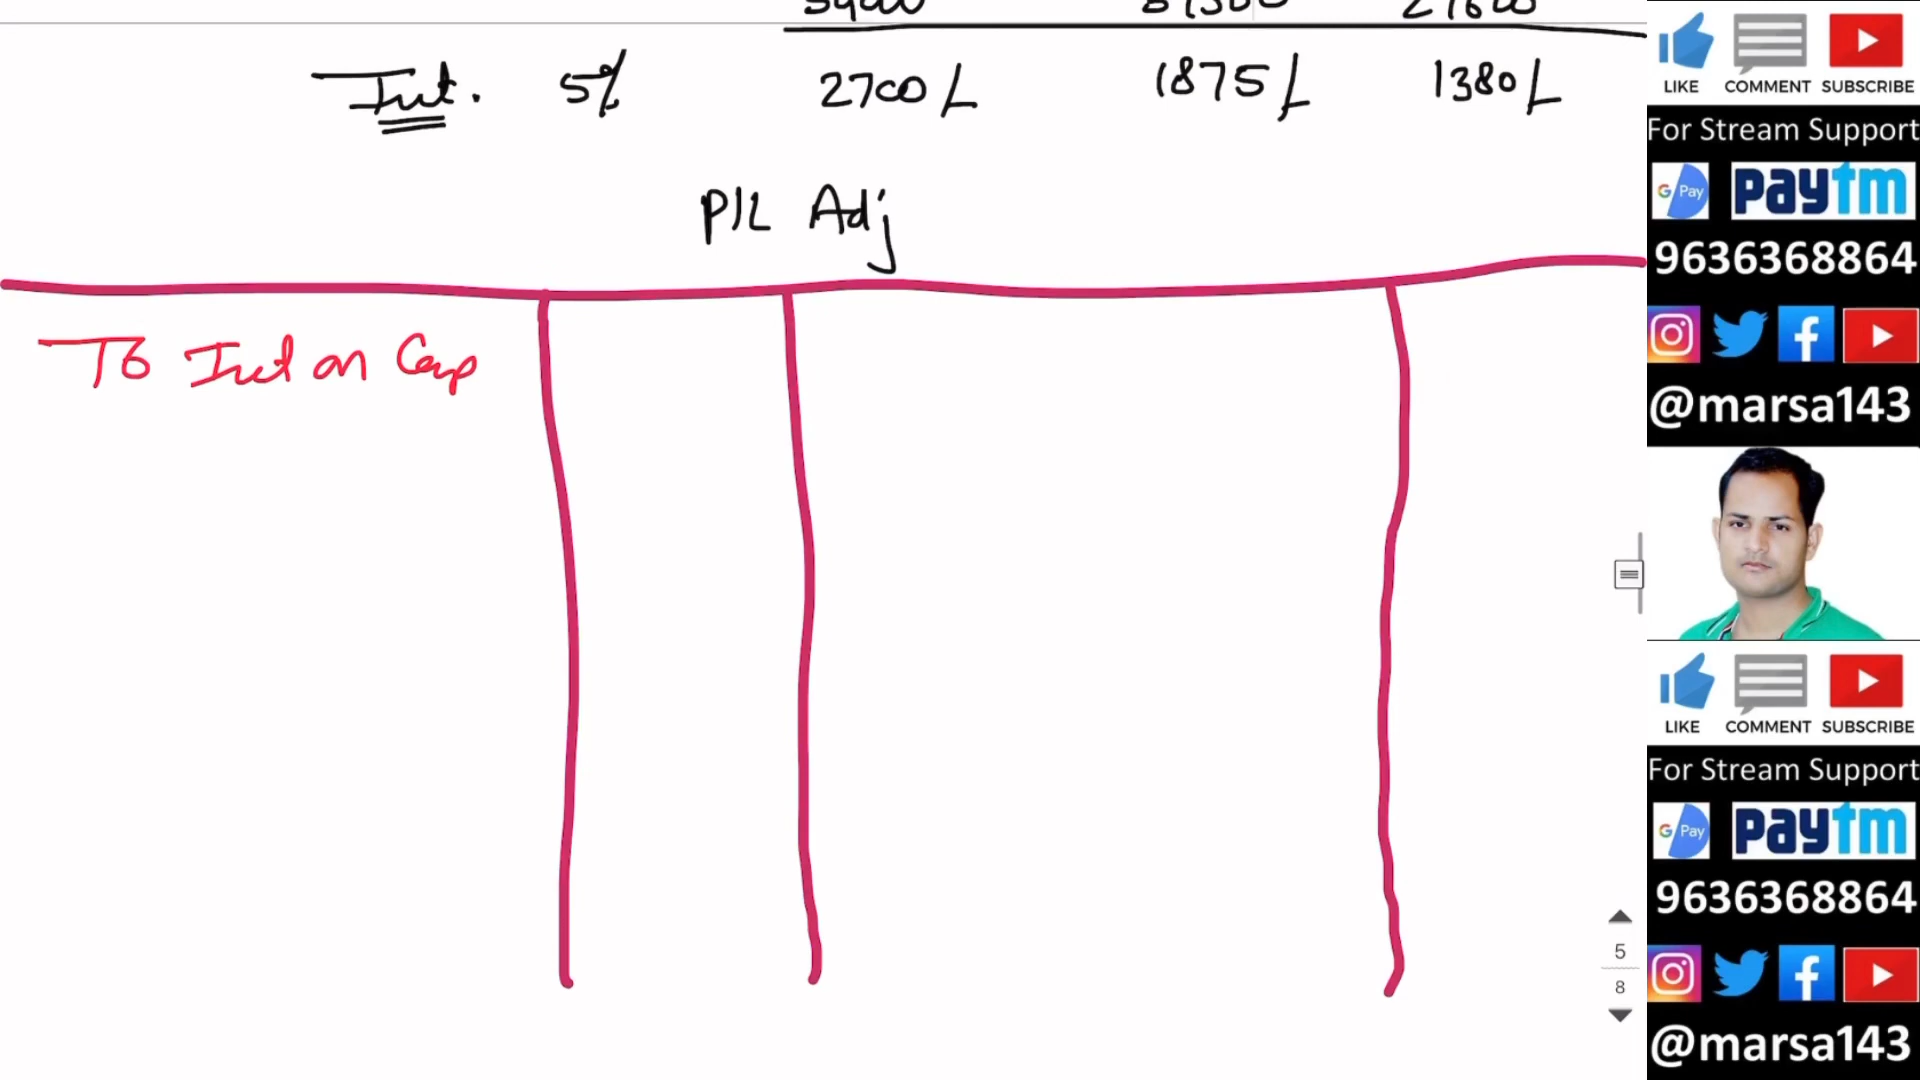 Int. 5% 2700 1875 1380
P/L Adj
To Int on Cap
LIKE COMMENT SUBSCRIBE
For Stream Support
G Pay paytm
9636368864
@marsa143
5
8
LIKE COMMENT SUBSCRIBE
For Stream Support
G Pay paytm
9636368864
@marsa143